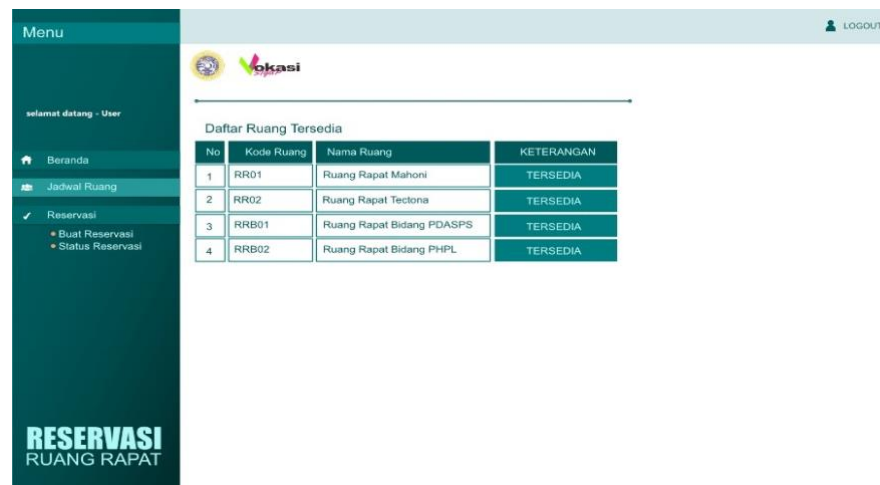 Menu
LOGOUT
Vokasi
selamat datang - User
Beranda
Jadwal Ruang
Reservasi
Buat Reservasi
Status Reservasi
RESERVASI
RUANG RAPAT
Daftar Ruang Tersedia
No Kode Ruang Nama Ruang KETERANGAN
1 RR01 Ruang Rapat Mahoni TERSEDIA
2 RR02 Ruang Rapat Tectona TERSEDIA
3 RRB01 Ruang Rapat Bidang PDASPS TERSEDIA
4 RRB02 Ruang Rapat Bidang PHPL TERSEDIA